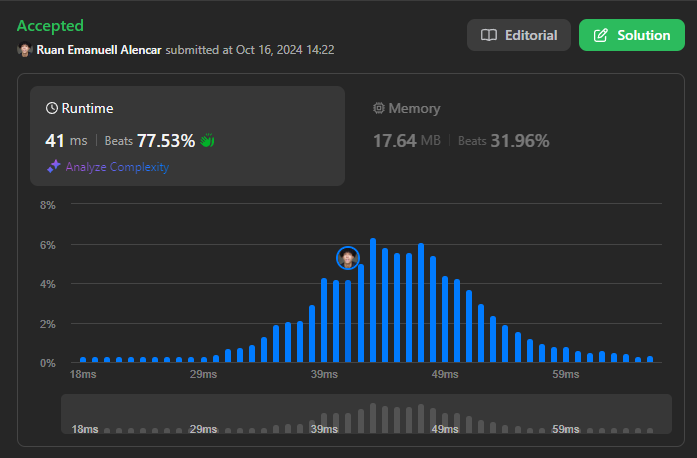 Accepted
Ruan Emanuell Alencar submitted at Oct 16, 2024 14:22
Editorial
Solution
Runtime
41 ms | Beats 77.53%
Analyze Complexity
Memory
17.64 MB | Beats 31.96%
8%
6%
4%
2%
0%
18ms 29ms 39ms 49ms 59ms
18ms 29ms 39ms 49ms 59ms